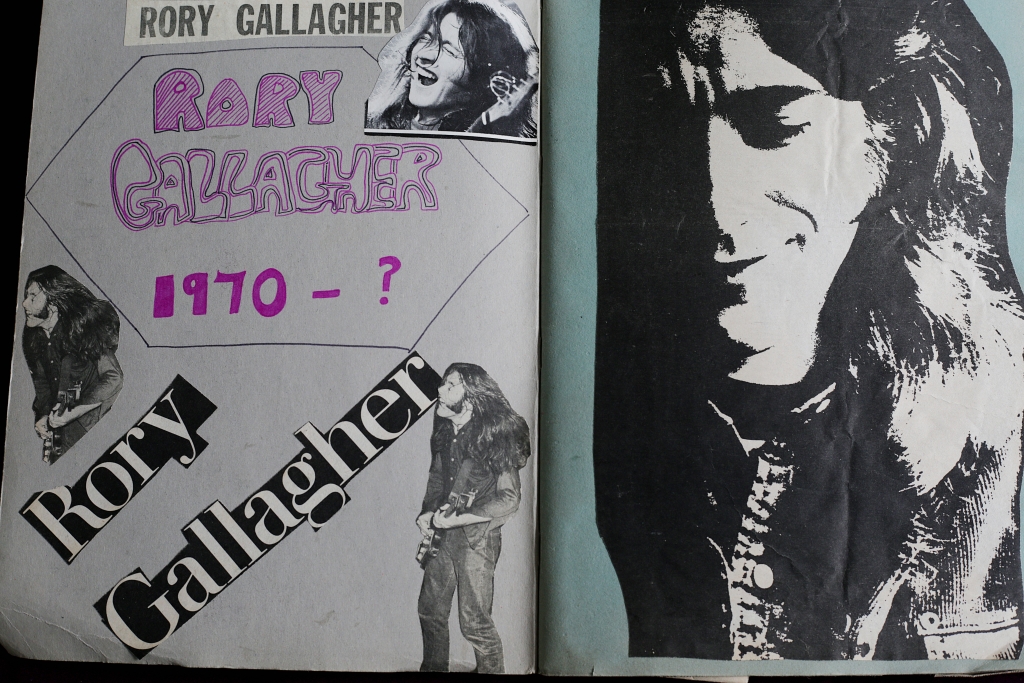 RORY GALLAGHER
RORY
GALLAGHER
1970 - ?
Rory
Gallagher